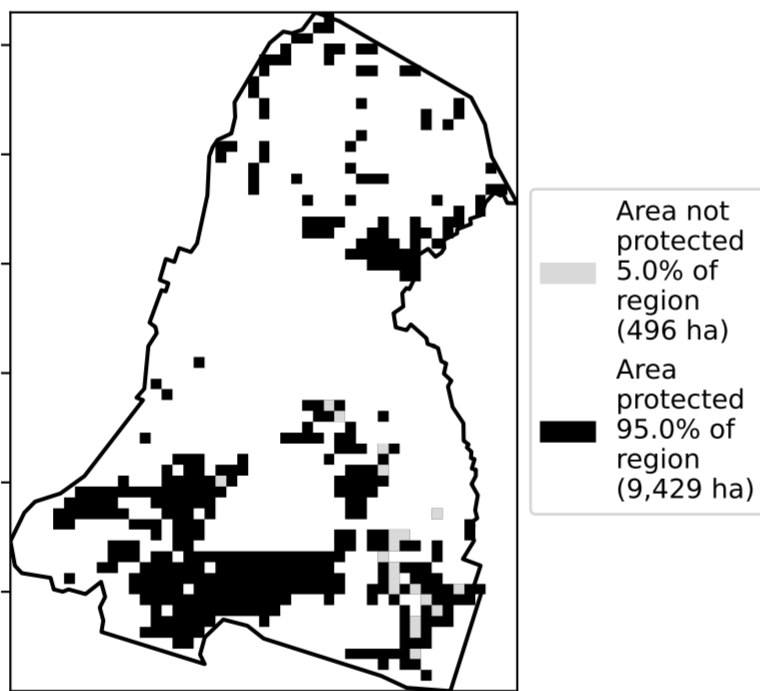 Area not
protected
5.0% of
region
(496 ha)
Area
protected
95.0% of
region
(9,429 ha)